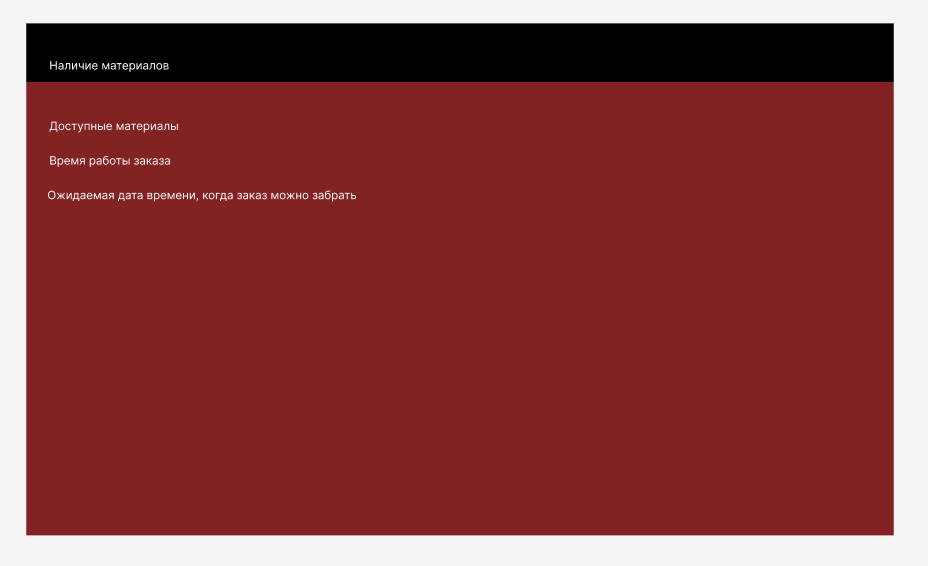 Наличие материалов
Доступные материалы
Время работы заказа
Ожидаемая дата времени, когда заказ можно забрать